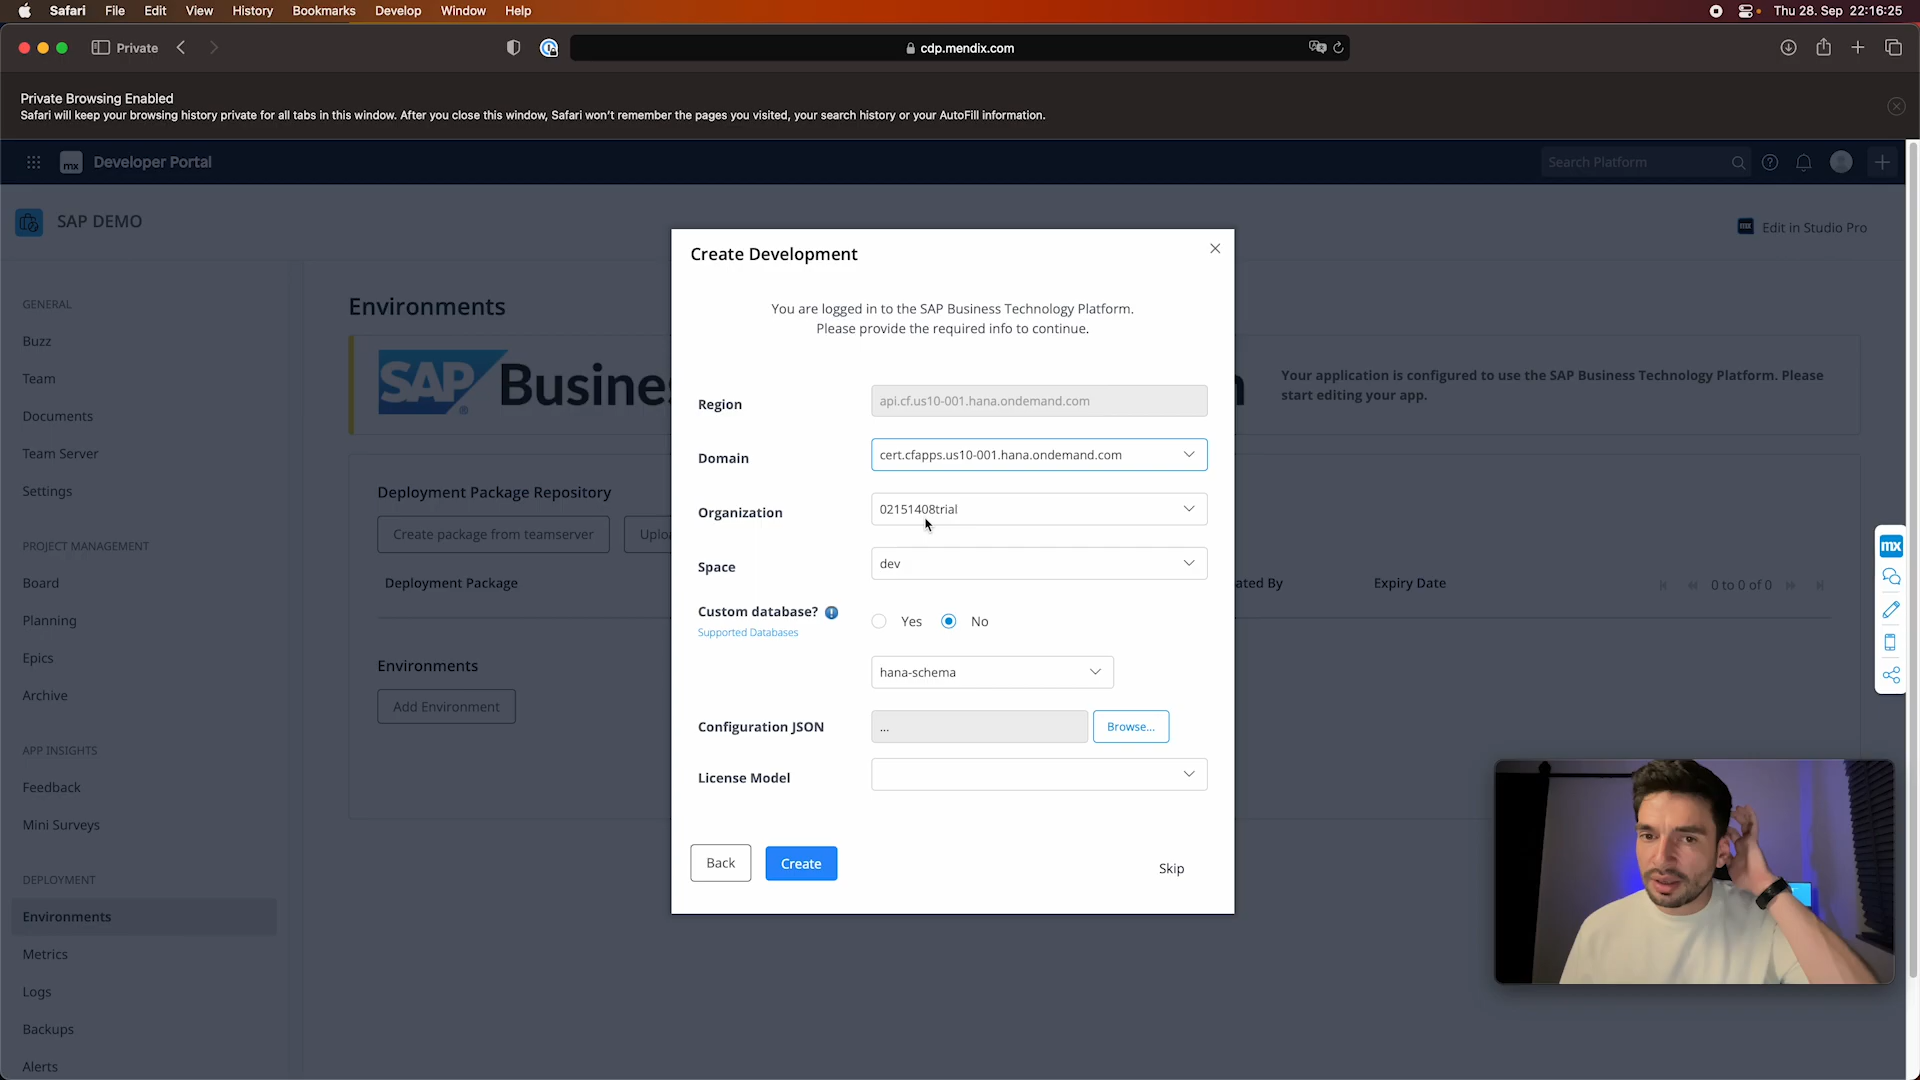 Safari File Edit View History Bookmarks Develop Window Help
Thu 28. Sep 22:16:25
Private
cdp.mendix.com
Private Browsing Enabled
Safari will keep your browsing history private for all tabs in this window. After you close this window, Safari won't remember the pages you visited, your search history or your AutoFill information.
mx Developer Portal
Search Platform
SAP DEMO
mx Edit in Studio Pro
GENERAL
Buzz
Team
Documents
Team Server
Settings
PROJECT MANAGEMENT
Board
Planning
Epics
Archive
APP INSIGHTS
Feedback
Mini Surveys
DEPLOYMENT
Environments
Metrics
Logs
Backups
Alerts
Environments
SAP ® Busine
Your application is configured to use the SAP Business Technology Platform. Please
start editing your app.
Deployment Package Repository
Create package from teamserver
Uplo
Deployment Package
ated By
Expiry Date
0 to 0 of 0
Environments
Add Environment
Create Development
You are logged in to the SAP Business Technology Platform.
Please provide the required info to continue.
Region
api.cf.us10-001.hana.ondemand.com
Domain
cert.cfapps.us10-001.hana.ondemand.com
Organization
02151408trial
Space
dev
Custom database?
Supported Databases
Yes
No
hana-schema
Configuration JSON
...
Browse...
License Model
Back
Create
Skip
mx